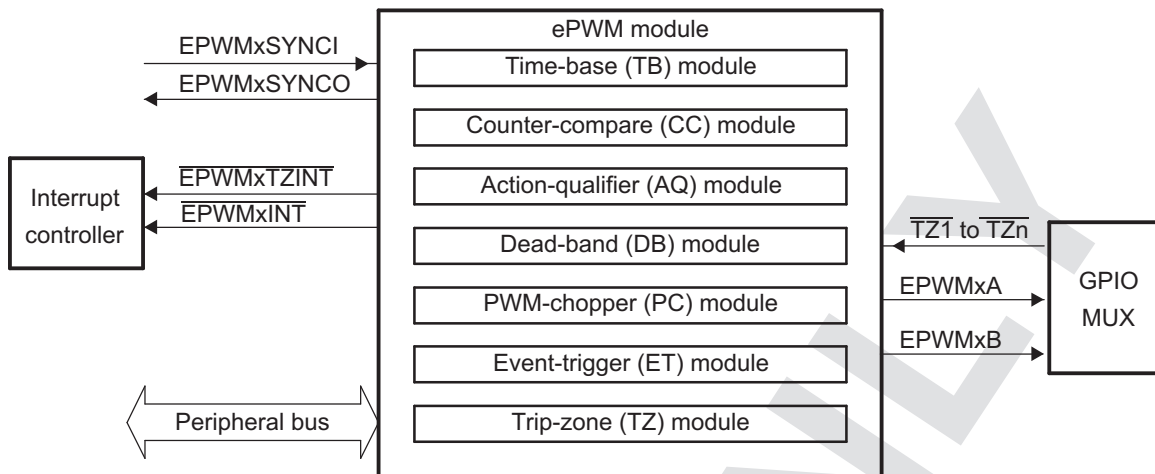 ePWM module
EPWMxSYNCI
Time-base (TB) module
EPWMxSYNCO
Counter-compare (CC) module
EPWMxTZINT
Action-qualifier (AQ) module
Interrupt
controller
EPWMxINT
TZ1 to TZn
Dead-band (DB) module
EPWMxA
GPIO
MUX
PWM-chopper (PC) module
EPWMxB
Event-trigger (ET) module
Peripheral bus
Trip-zone (TZ) module